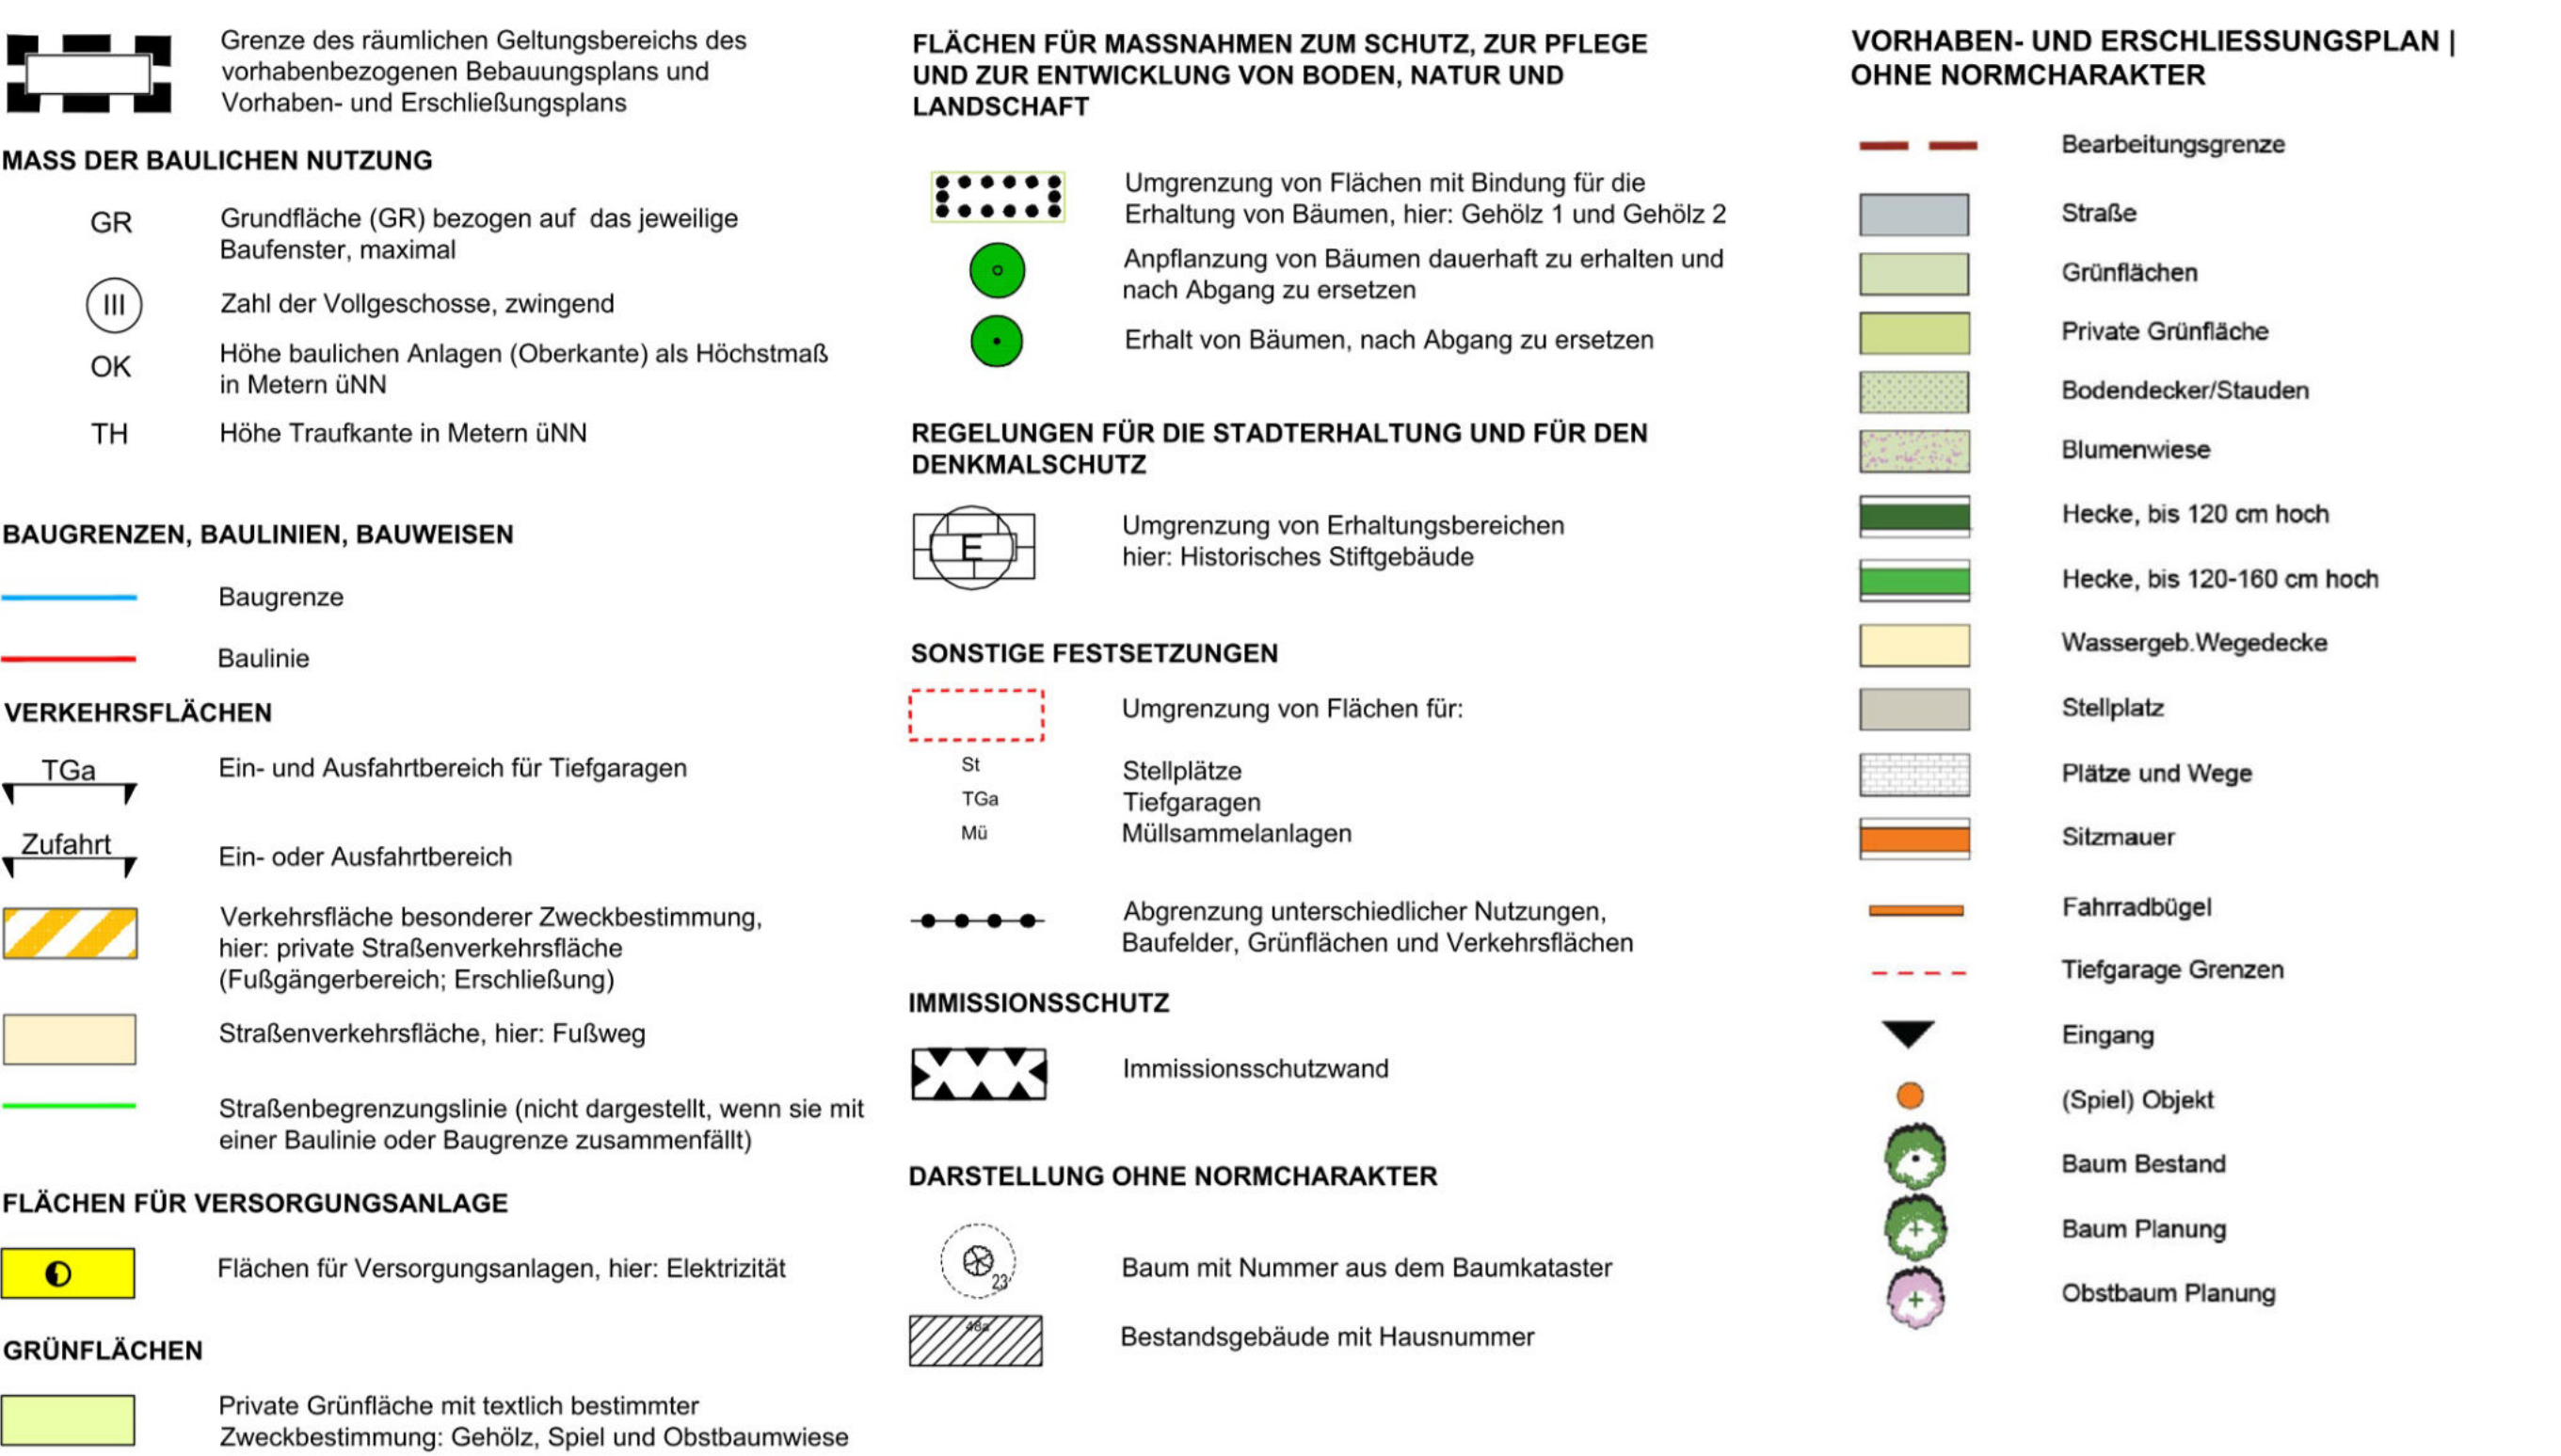 Grenze des räumlichen Geltungsbereichs des
vorhabenbezogenen Bebauungsplans und
Vorhaben- und Erschließungsplans
MASS DER BAULICHEN NUTZUNG
GR
Grundfläche (GR) bezogen auf das jeweilige
Baufenster, maximal
III
Zahl der Vollgeschosse, zwingend
OK
Höhe baulichen Anlagen (Oberkante) als Höchstmaß
in Metern üNN
TH
Höhe Traufkante in Metern üNN
BAUGRENZEN, BAULINIEN, BAUWEISEN
Baugrenze
Baulinie
VERKEHRSFLÄCHEN
TGa
Ein- und Ausfahrtbereich für Tiefgaragen
Zufahrt
Ein- oder Ausfahrtbereich
Verkehrsfläche besonderer Zweckbestimmung,
hier: private Straßenverkehrsfläche
(Fußgängerbereich; Erschließung)
Straßenverkehrsfläche, hier: Fußweg
Straßenbegrenzungslinie (nicht dargestellt, wenn sie mit
einer Baulinie oder Baugrenze zusammenfällt)
FLÄCHEN FÜR VERSORGUNGSANLAGE
Flächen für Versorgungsanlagen, hier: Elektrizität
GRÜNFLÄCHEN
Private Grünfläche mit textlich bestimmter
Zweckbestimmung: Gehölz, Spiel und Obstbaumwiese
FLÄCHEN FÜR MASSNAHMEN ZUM SCHUTZ, ZUR PFLEGE
UND ZUR ENTWICKLUNG VON BODEN, NATUR UND
LANDSCHAFT
Umgrenzung von Flächen mit Bindung für die
Erhaltung von Bäumen, hier: Gehölz 1 und Gehölz 2
Anpflanzung von Bäumen dauerhaft zu erhalten und
nach Abgang zu ersetzen
Erhalt von Bäumen, nach Abgang zu ersetzen
REGELUNGEN FÜR DIE STADTERHALTUNG UND FÜR DEN
DENKMALSCHUTZ
E
Umgrenzung von Erhaltungsbereichen
hier: Historisches Stiftgebäude
SONSTIGE FESTSETZUNGEN
Umgrenzung von Flächen für:
St
Stellplätze
TGa
Tiefgaragen
Mü
Müllsammelanlagen
Abgrenzung unterschiedlicher Nutzungen,
Baufelder, Grünflächen und Verkehrsflächen
IMMISSIONSSCHUTZ
Immissionsschutzwand
DARSTELLUNG OHNE NORMCHARAKTER
23
Baum mit Nummer aus dem Baumkataster
48a
Bestandsgebäude mit Hausnummer
VORHABEN- UND ERSCHLIESSUNGSPLAN |
OHNE NORMCHARAKTER
Bearbeitungsgrenze
Straße
Grünflächen
Private Grünfläche
Bodendecker/Stauden
Blumenwiese
Hecke, bis 120 cm hoch
Hecke, bis 120-160 cm hoch
Wassergeb.Wegedecke
Stellplatz
Plätze und Wege
Sitzmauer
Fahrradbügel
Tiefgarage Grenzen
Eingang
(Spiel) Objekt
Baum Bestand
Baum Planung
Obstbaum Planung